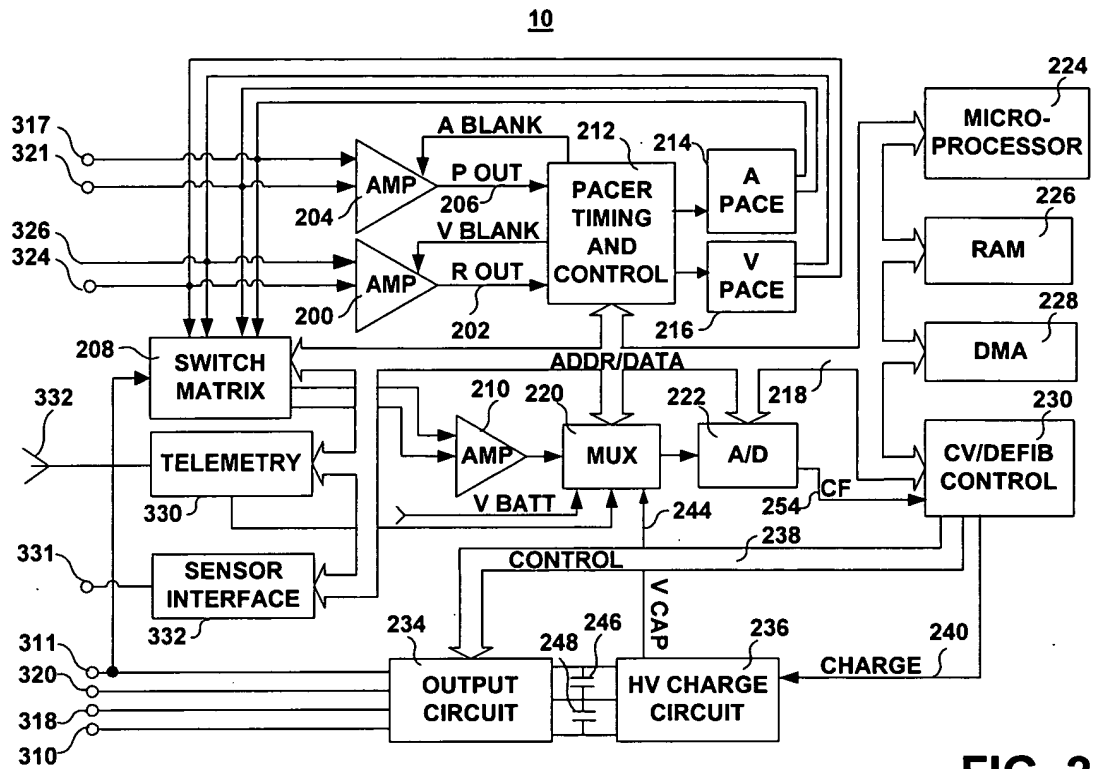 10
224
MICRO-
PROCESSOR
317
321
A BLANK
212
214
A
PACE
AMP
P OUT
204
206
PACER
TIMING
AND
CONTROL
226
RAM
326
324
V BLANK
AMP
R OUT
200
202
V
PACE
216
228
DMA
208
SWITCH
MATRIX
ADDR/DATA
218
332
210
220
222
230
TELEMETRY
AMP
MUX
A/D
CV/DEFIB
CONTROL
330
V BATT
244
254
CF
331
SENSOR
INTERFACE
332
CONTROL
238
V CAP
311
320
318
310
234
OUTPUT
CIRCUIT
248
246
236
HV CHARGE
CIRCUIT
CHARGE
240